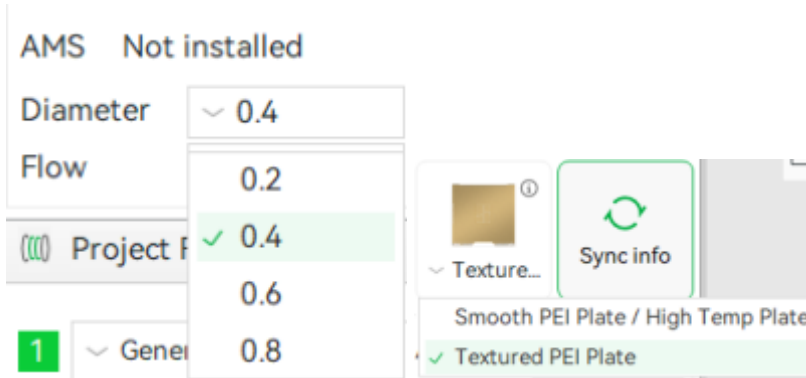 AMS Not installed
Diameter 0.4
Flow
0.2
0.4
0.6
0.8
Project
1 Gener
Texture...
Sync info
Smooth PEI Plate / High Temp Plate
Textured PEI Plate